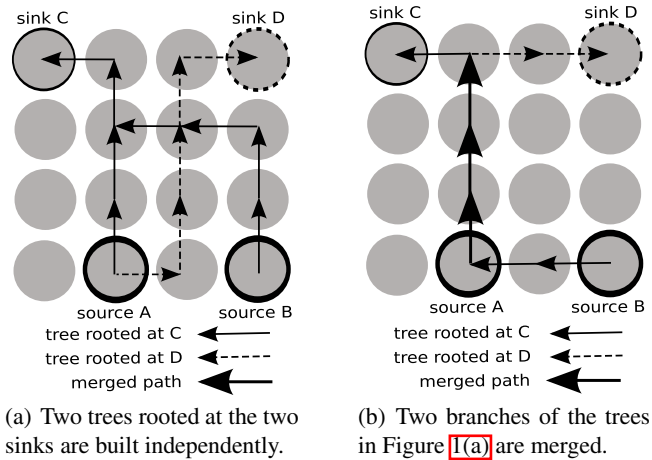 sink C
sink D
source A
source B
tree rooted at C
tree rooted at D
merged path
(a) Two trees rooted at the two
sinks are built independently.
sink C
sink D
source A
source B
tree rooted at C
tree rooted at D
merged path
(b) Two branches of the trees
in Figure 1(a) are merged.